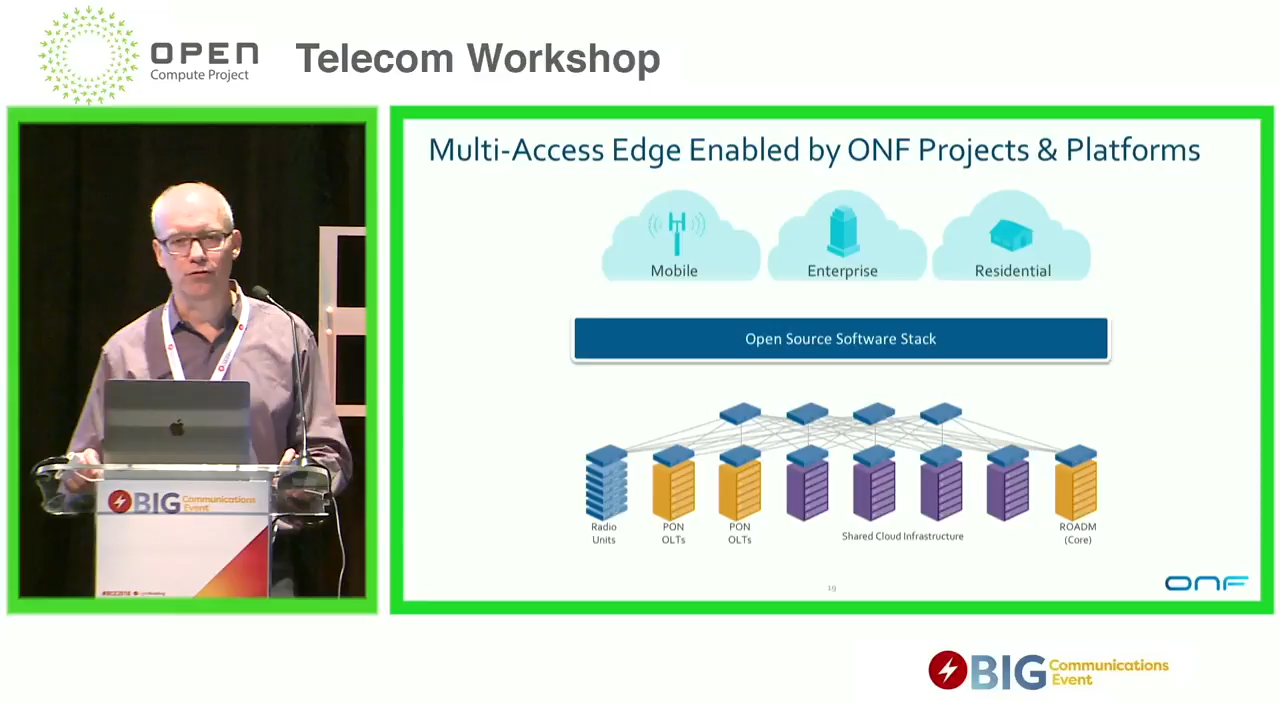 OPEN
Compute Project
Telecom Workshop
Multi-Access Edge Enabled by ONF Projects & Platforms
Mobile
Enterprise
Residential
Open Source Software Stack
Radio
Units
PON
OLTs
PON
OLTs
Shared Cloud Infrastructure
ROADM
(Core)
19
ONF
BIG Communications
Event
BIG Communications
Event